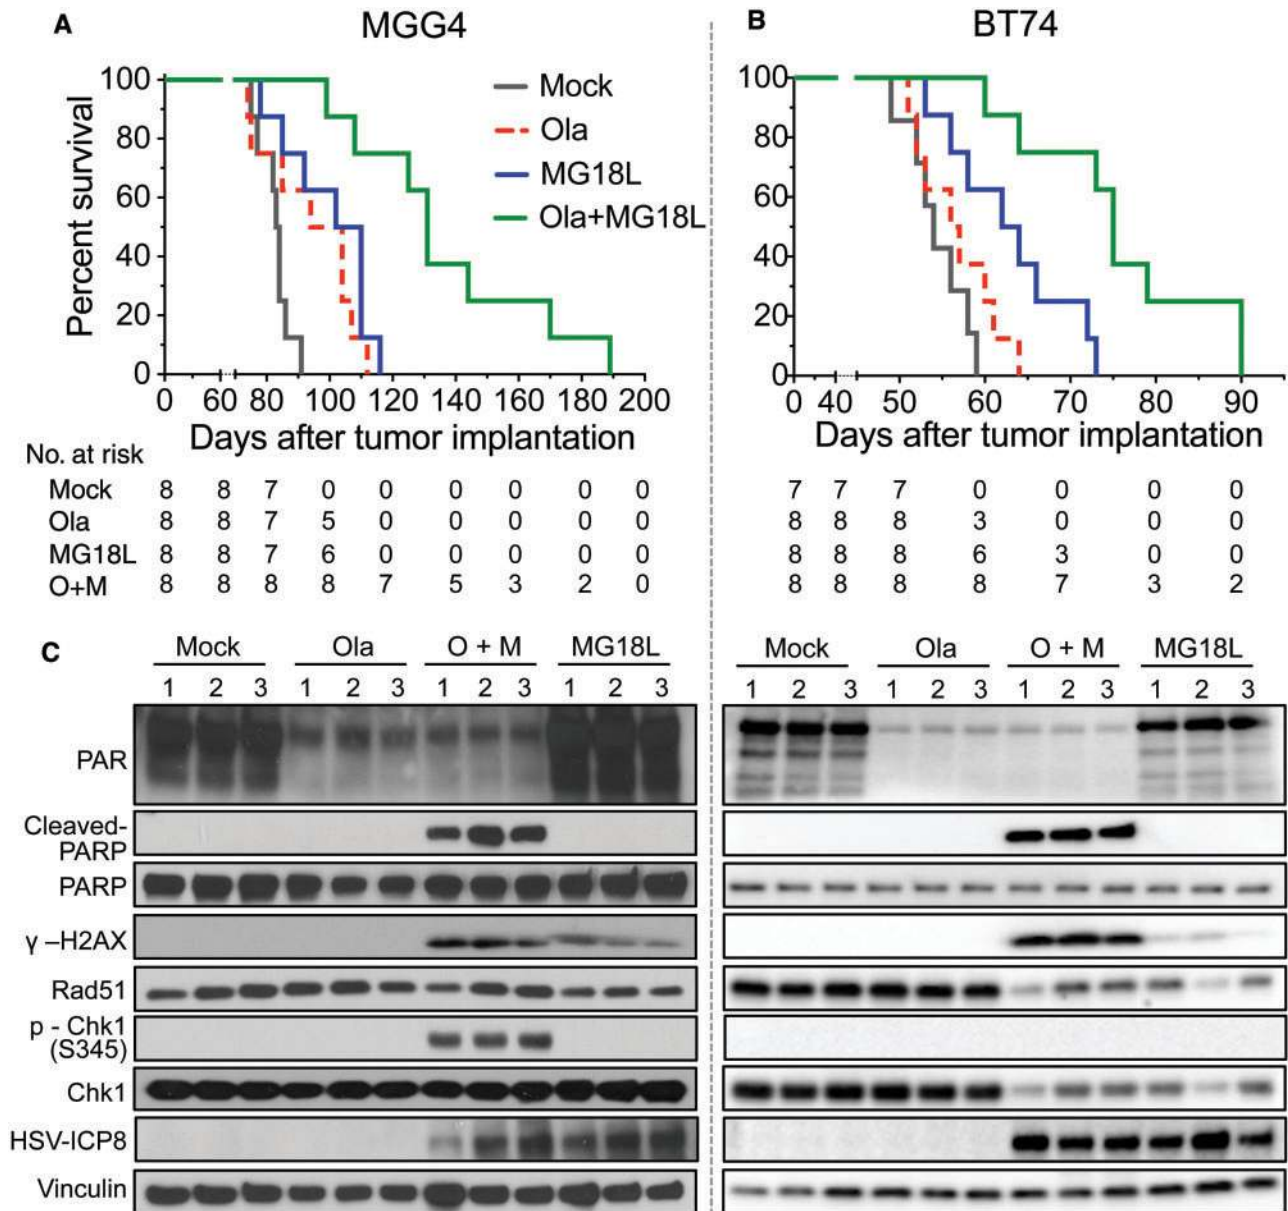 A
MGG4
100
80
60
40
20
0
Percent survival
Mock
Ola
MG18L
Ola+MG18L
0 60 80 100 120 140 160 180 200
Days after tumor implantation
No. at risk
Mock 8 8 7 0 0 0 0 0 0
Ola 8 8 7 5 0 0 0 0 0
MG18L 8 8 7 6 0 0 0 0 0
O+M 8 8 8 8 7 5 3 2 0
B
BT74
100
80
60
40
20
0
0 40 50 60 70 80 90
Days after tumor implantation
7 7 7 0 0 0 0
8 8 8 3 0 0 0
8 8 8 6 3 0 0
8 8 8 8 7 3 2
C
Mock Ola O + M MG18L
1 2 3 1 2 3 1 2 3 1 2 3
Mock Ola O + M MG18L
1 2 3 1 2 3 1 2 3 1 2 3
PAR
Cleaved-
PARP
PARP
γ –H2AX
Rad51
p - Chk1
(S345)
Chk1
HSV-ICP8
Vinculin